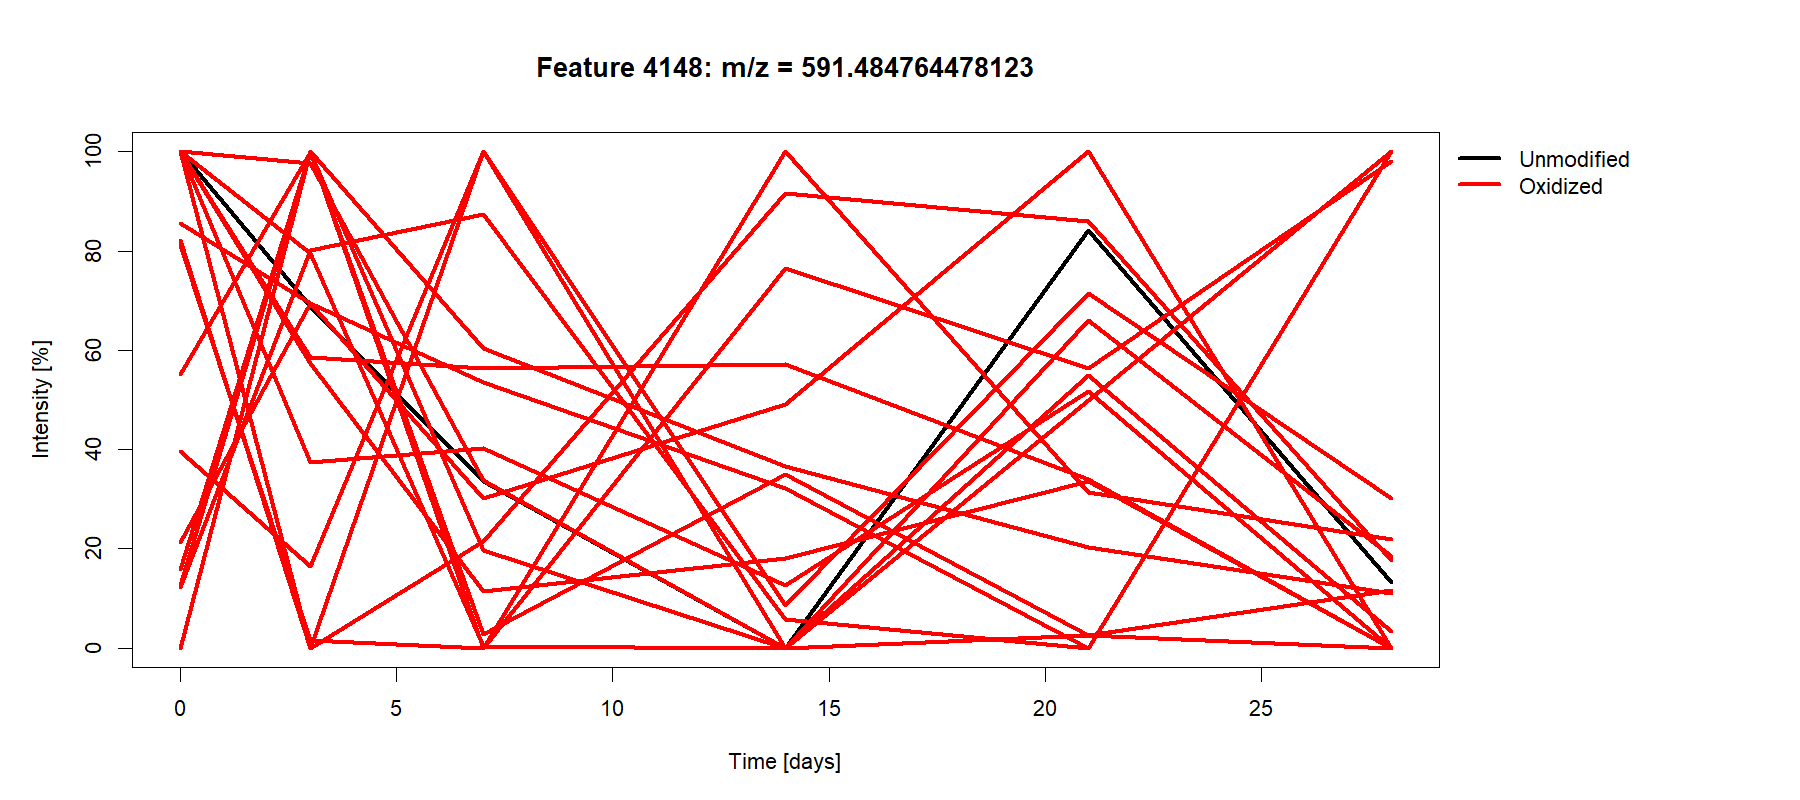 Feature 4148: m/z = 591.484764478123
Unmodified
Oxidized
Intensity [%]
100
80
60
40
20
0
0 5 10 15 20 25
Time [days]